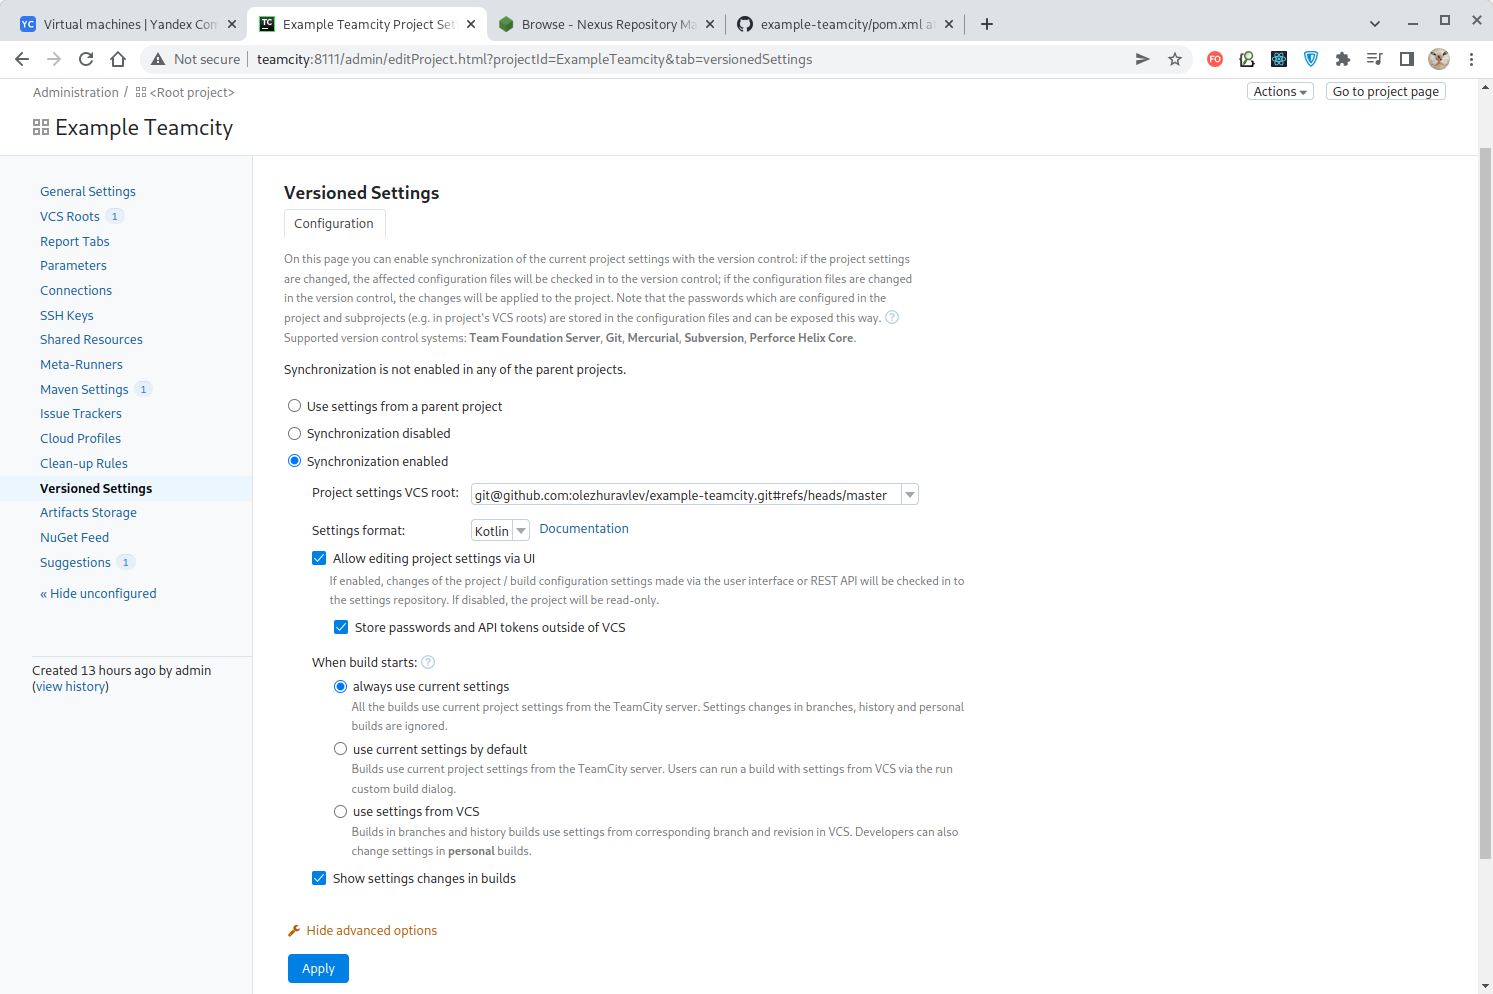 Virtual machines | Yandex Com
Example Teamcity Project Set
Browse - Nexus Repository Ma
example-teamcity/pom.xml at
Not secure
teamcity:8111/admin/editProject.html?projectId=ExampleTeamcity&tab=versionedSettings
Administration / <Root project>
Actions
Go to project page
Example Teamcity
General Settings
VCS Roots 1
Report Tabs
Parameters
Connections
SSH Keys
Shared Resources
Meta-Runners
Maven Settings 1
Issue Trackers
Cloud Profiles
Clean-up Rules
Versioned Settings
Artifacts Storage
NuGet Feed
Suggestions 1
« Hide unconfigured
Created 13 hours ago by admin
(view history)
Versioned Settings
Configuration
On this page you can enable synchronization of the current project settings with the version control: if the project settings
are changed, the affected configuration files will be checked in to the version control; if the configuration files are changed
in the version control, the changes will be applied to the project. Note that the passwords which are configured in the
project and subprojects (e.g. in project's VCS roots) are stored in the configuration files and can be exposed this way. ?
Supported version control systems: Team Foundation Server, Git, Mercurial, Subversion, Perforce Helix Core.
Synchronization is not enabled in any of the parent projects.
Use settings from a parent project
Synchronization disabled
Synchronization enabled
Project settings VCS root: git@github.com:olezhuravlev/example-teamcity.git#refs/heads/master
Settings format: Kotlin Documentation
Allow editing project settings via UI
If enabled, changes of the project / build configuration settings made via the user interface or REST API will be checked in to
the settings repository. If disabled, the project will be read-only.
Store passwords and API tokens outside of VCS
When build starts: ?
always use current settings
All the builds use current project settings from the TeamCity server. Settings changes in branches, history and personal
builds are ignored.
use current settings by default
Builds use current project settings from the TeamCity server. Users can run a build with settings from VCS via the run
custom build dialog.
use settings from VCS
Builds in branches and history builds use settings from corresponding branch and revision in VCS. Developers can also
change settings in personal builds.
Show settings changes in builds
Hide advanced options
Apply